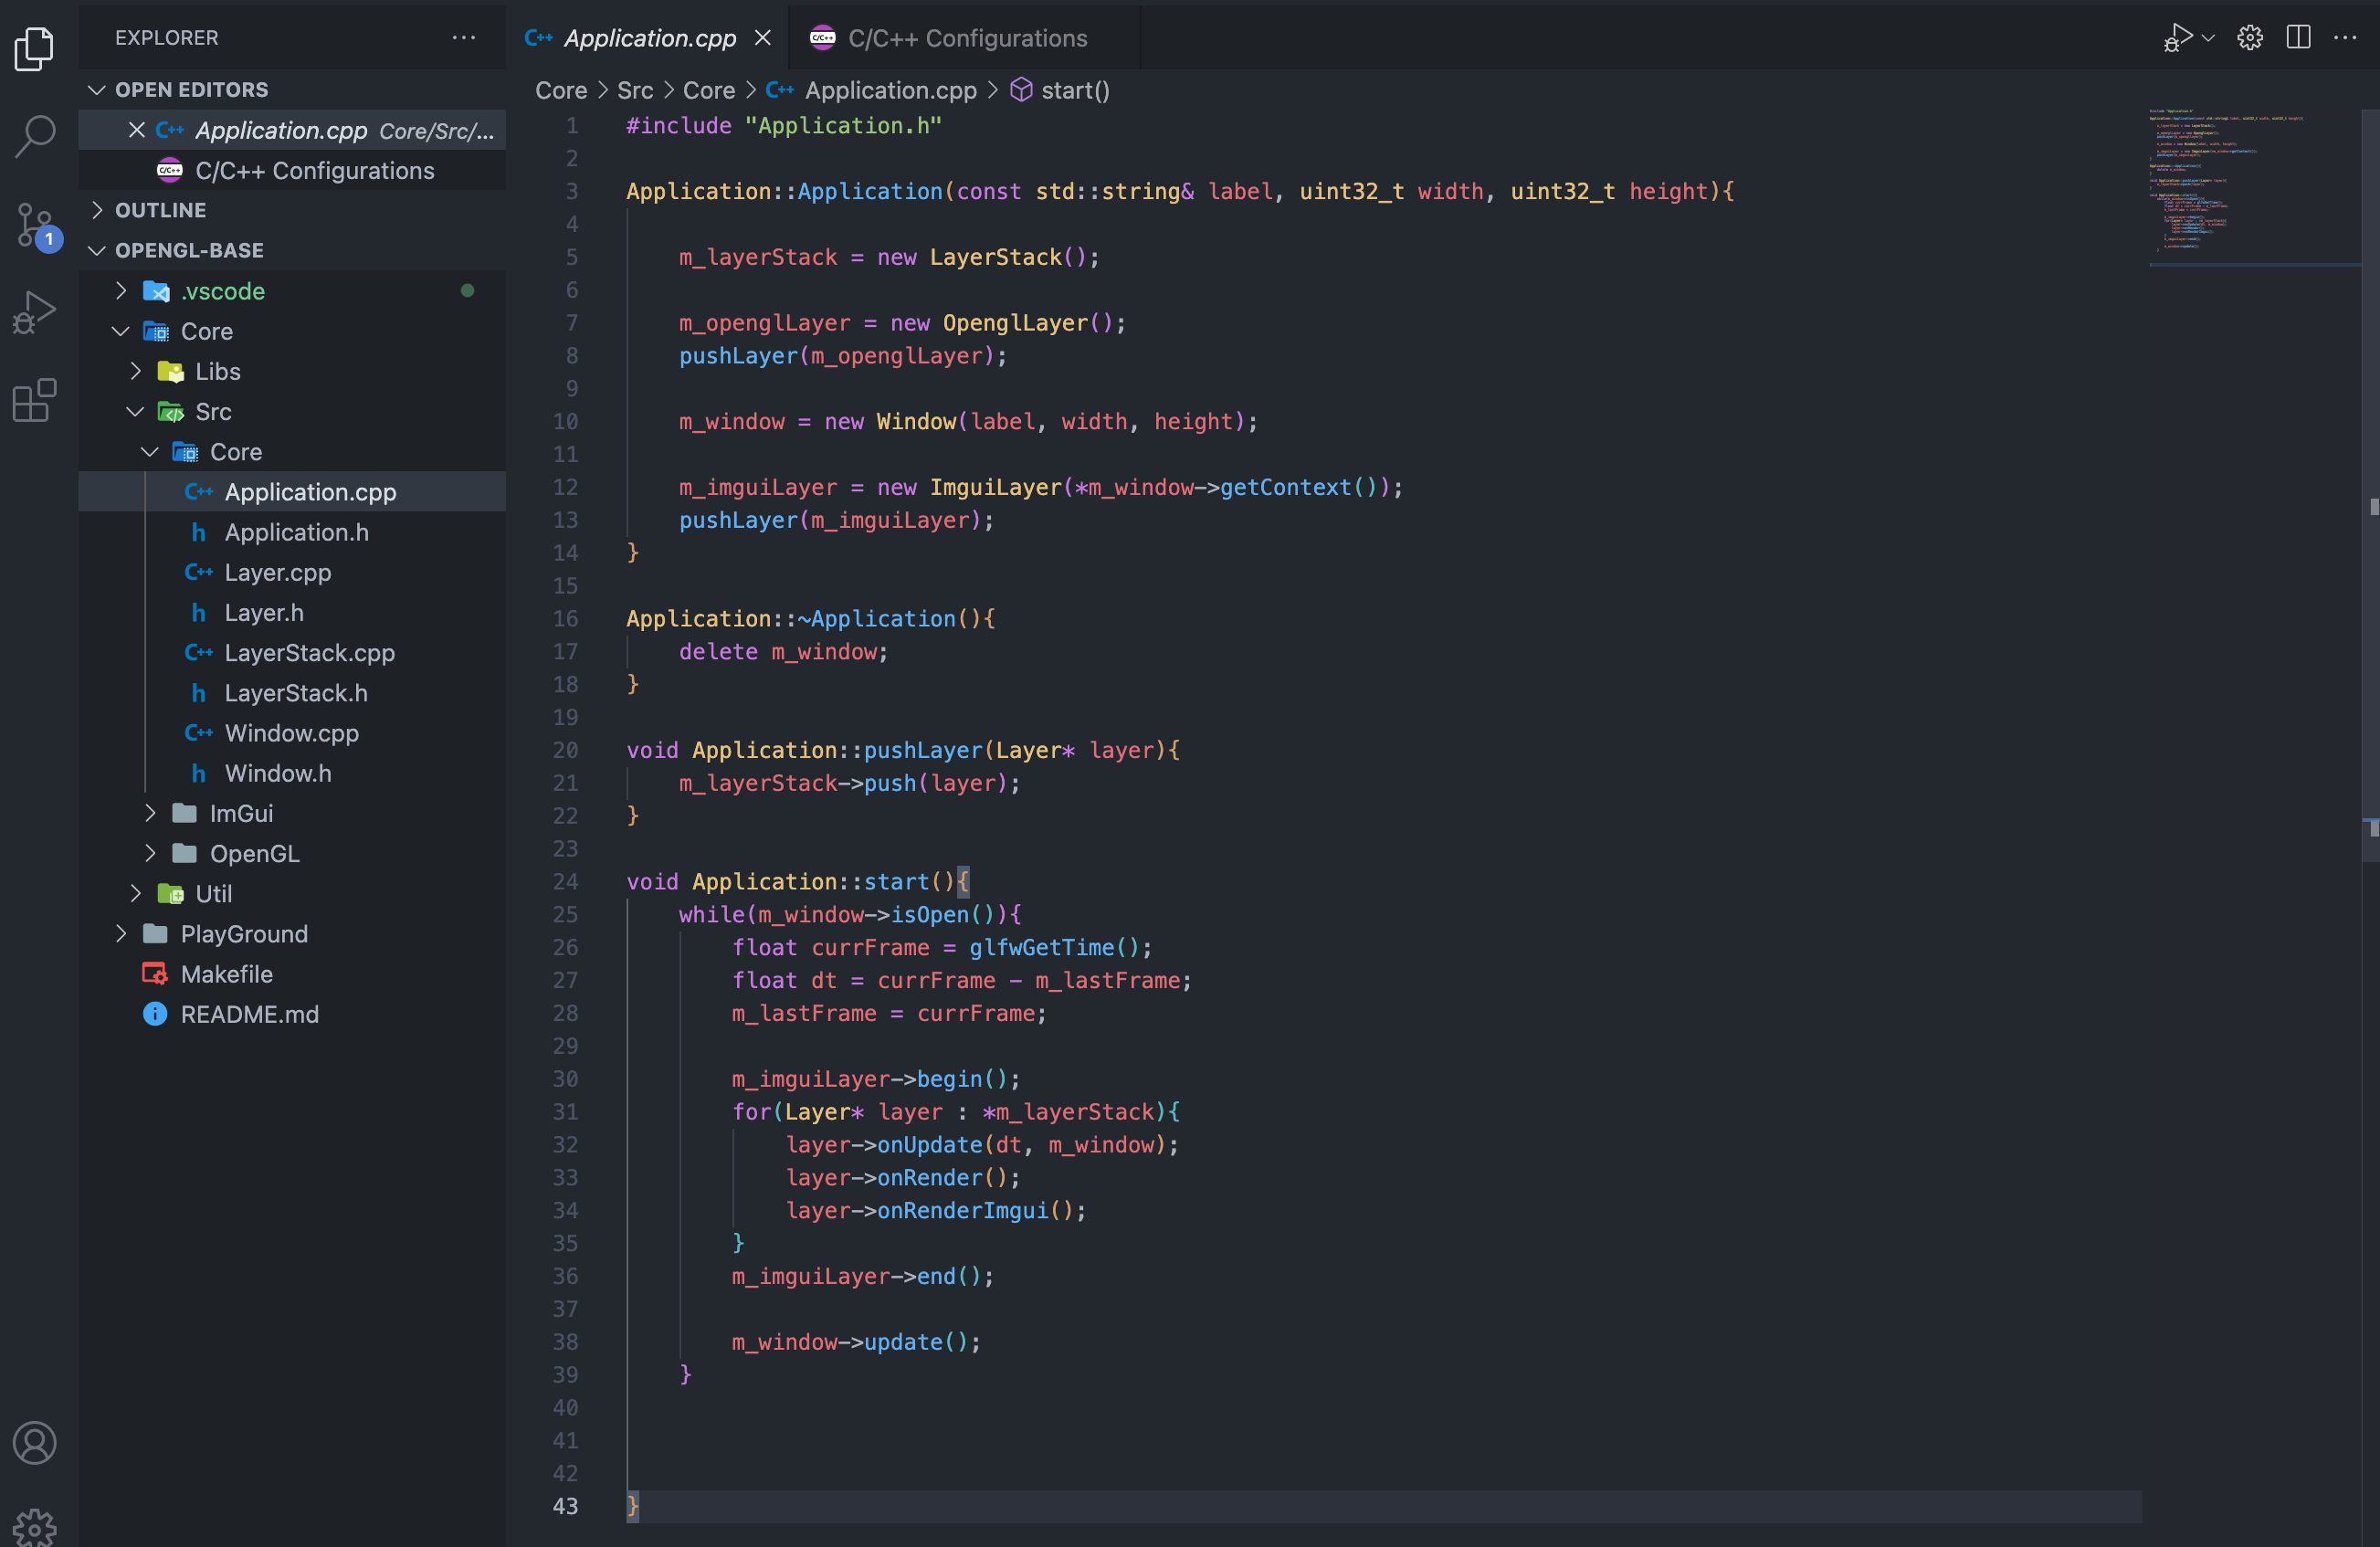 EXPLORER
OPEN EDITORS
C++ Application.cpp Core/Src/...
C/C++ C/C++ Configurations
OUTLINE
1
OPENGL-BASE
.vscode
Core
Libs
Src
Core
C++ Application.cpp
h Application.h
C++ Layer.cpp
h Layer.h
C++ LayerStack.cpp
h LayerStack.h
C++ Window.cpp
h Window.h
ImGui
OpenGL
Util
PlayGround
Makefile
README.md
C++ Application.cpp
C/C++ C/C++ Configurations
Core > Src > Core > C++ Application.cpp > start()
1 #include "Application.h"
2
3 Application::Application(const std::string& label, uint32_t width, uint32_t height){
4
5     m_layerStack = new LayerStack();
6
7     m_openglLayer = new OpenglLayer();
8     pushLayer(m_openglLayer);
9
10     m_window = new Window(label, width, height);
11
12     m_imguiLayer = new ImguiLayer(*m_window->getContext());
13     pushLayer(m_imguiLayer);
14 }
15
16 Application::~Application(){
17     delete m_window;
18 }
19
20 void Application::pushLayer(Layer* layer){
21     m_layerStack->push(layer);
22 }
23
24 void Application::start(){
25     while(m_window->isOpen()){
26         float currFrame = glfwGetTime();
27         float dt = currFrame - m_lastFrame;
28         m_lastFrame = currFrame;
29
30         m_imguiLayer->begin();
31         for(Layer* layer : *m_layerStack){
32             layer->onUpdate(dt, m_window);
33             layer->onRender();
34             layer->onRenderImgui();
35         }
36         m_imguiLayer->end();
37
38         m_window->update();
39     }
40
41
42
43 }